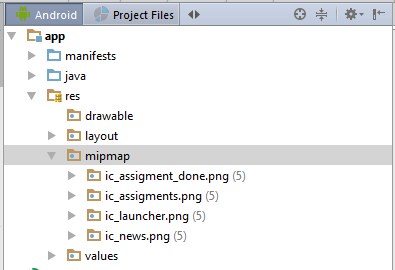 Android Project Files
app
manifests
java
res
drawable
layout
mipmap
ic_assigment_done.png (5)
ic_assigments.png (5)
ic_launcher.png (5)
ic_news.png (5)
values